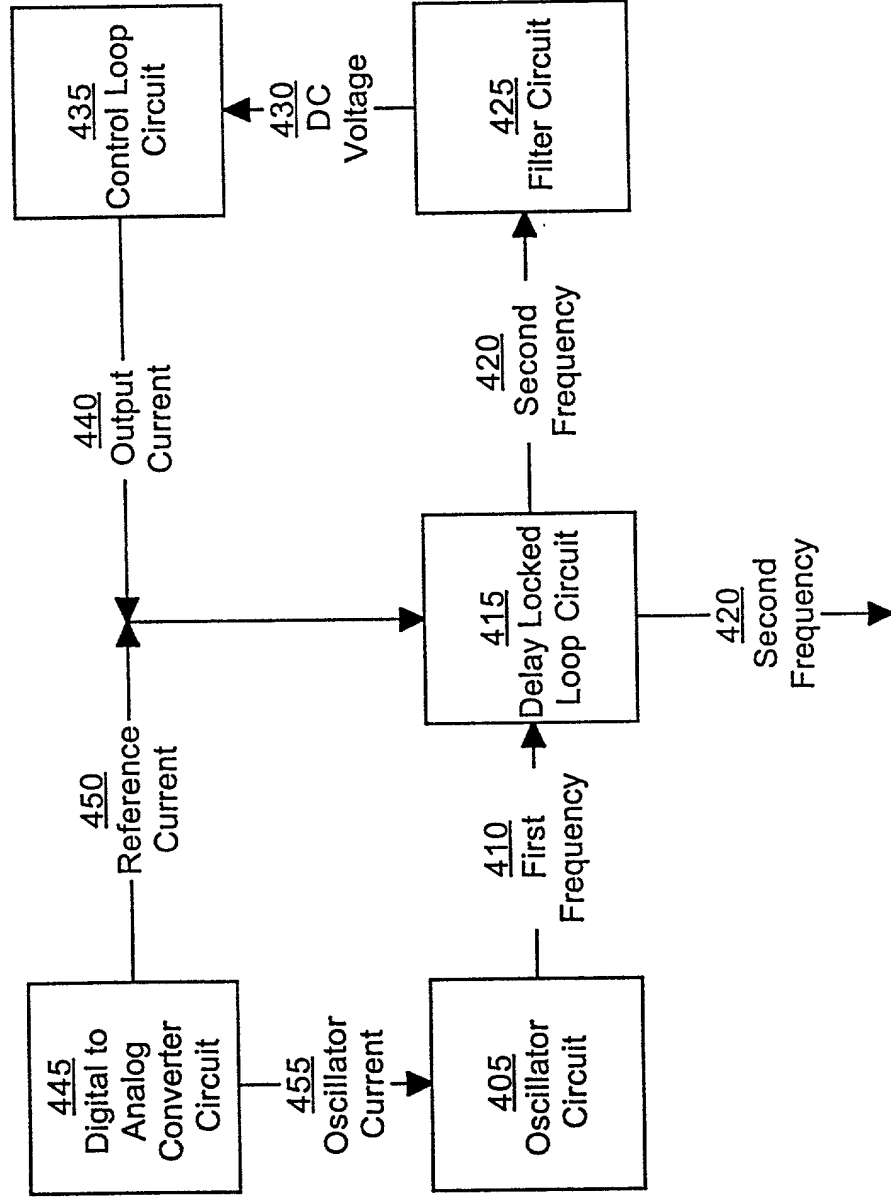 445
Digital to
Analog
Converter
Circuit
450
Reference
Current
440
Output
Current
435
Control Loop
Circuit
455
Oscillator
Current
430
DC
Voltage
405
Oscillator
Circuit
410
First
Frequency
415
Delay Locked
Loop Circuit
420
Second
Frequency
425
Filter Circuit
420
Second
Frequency